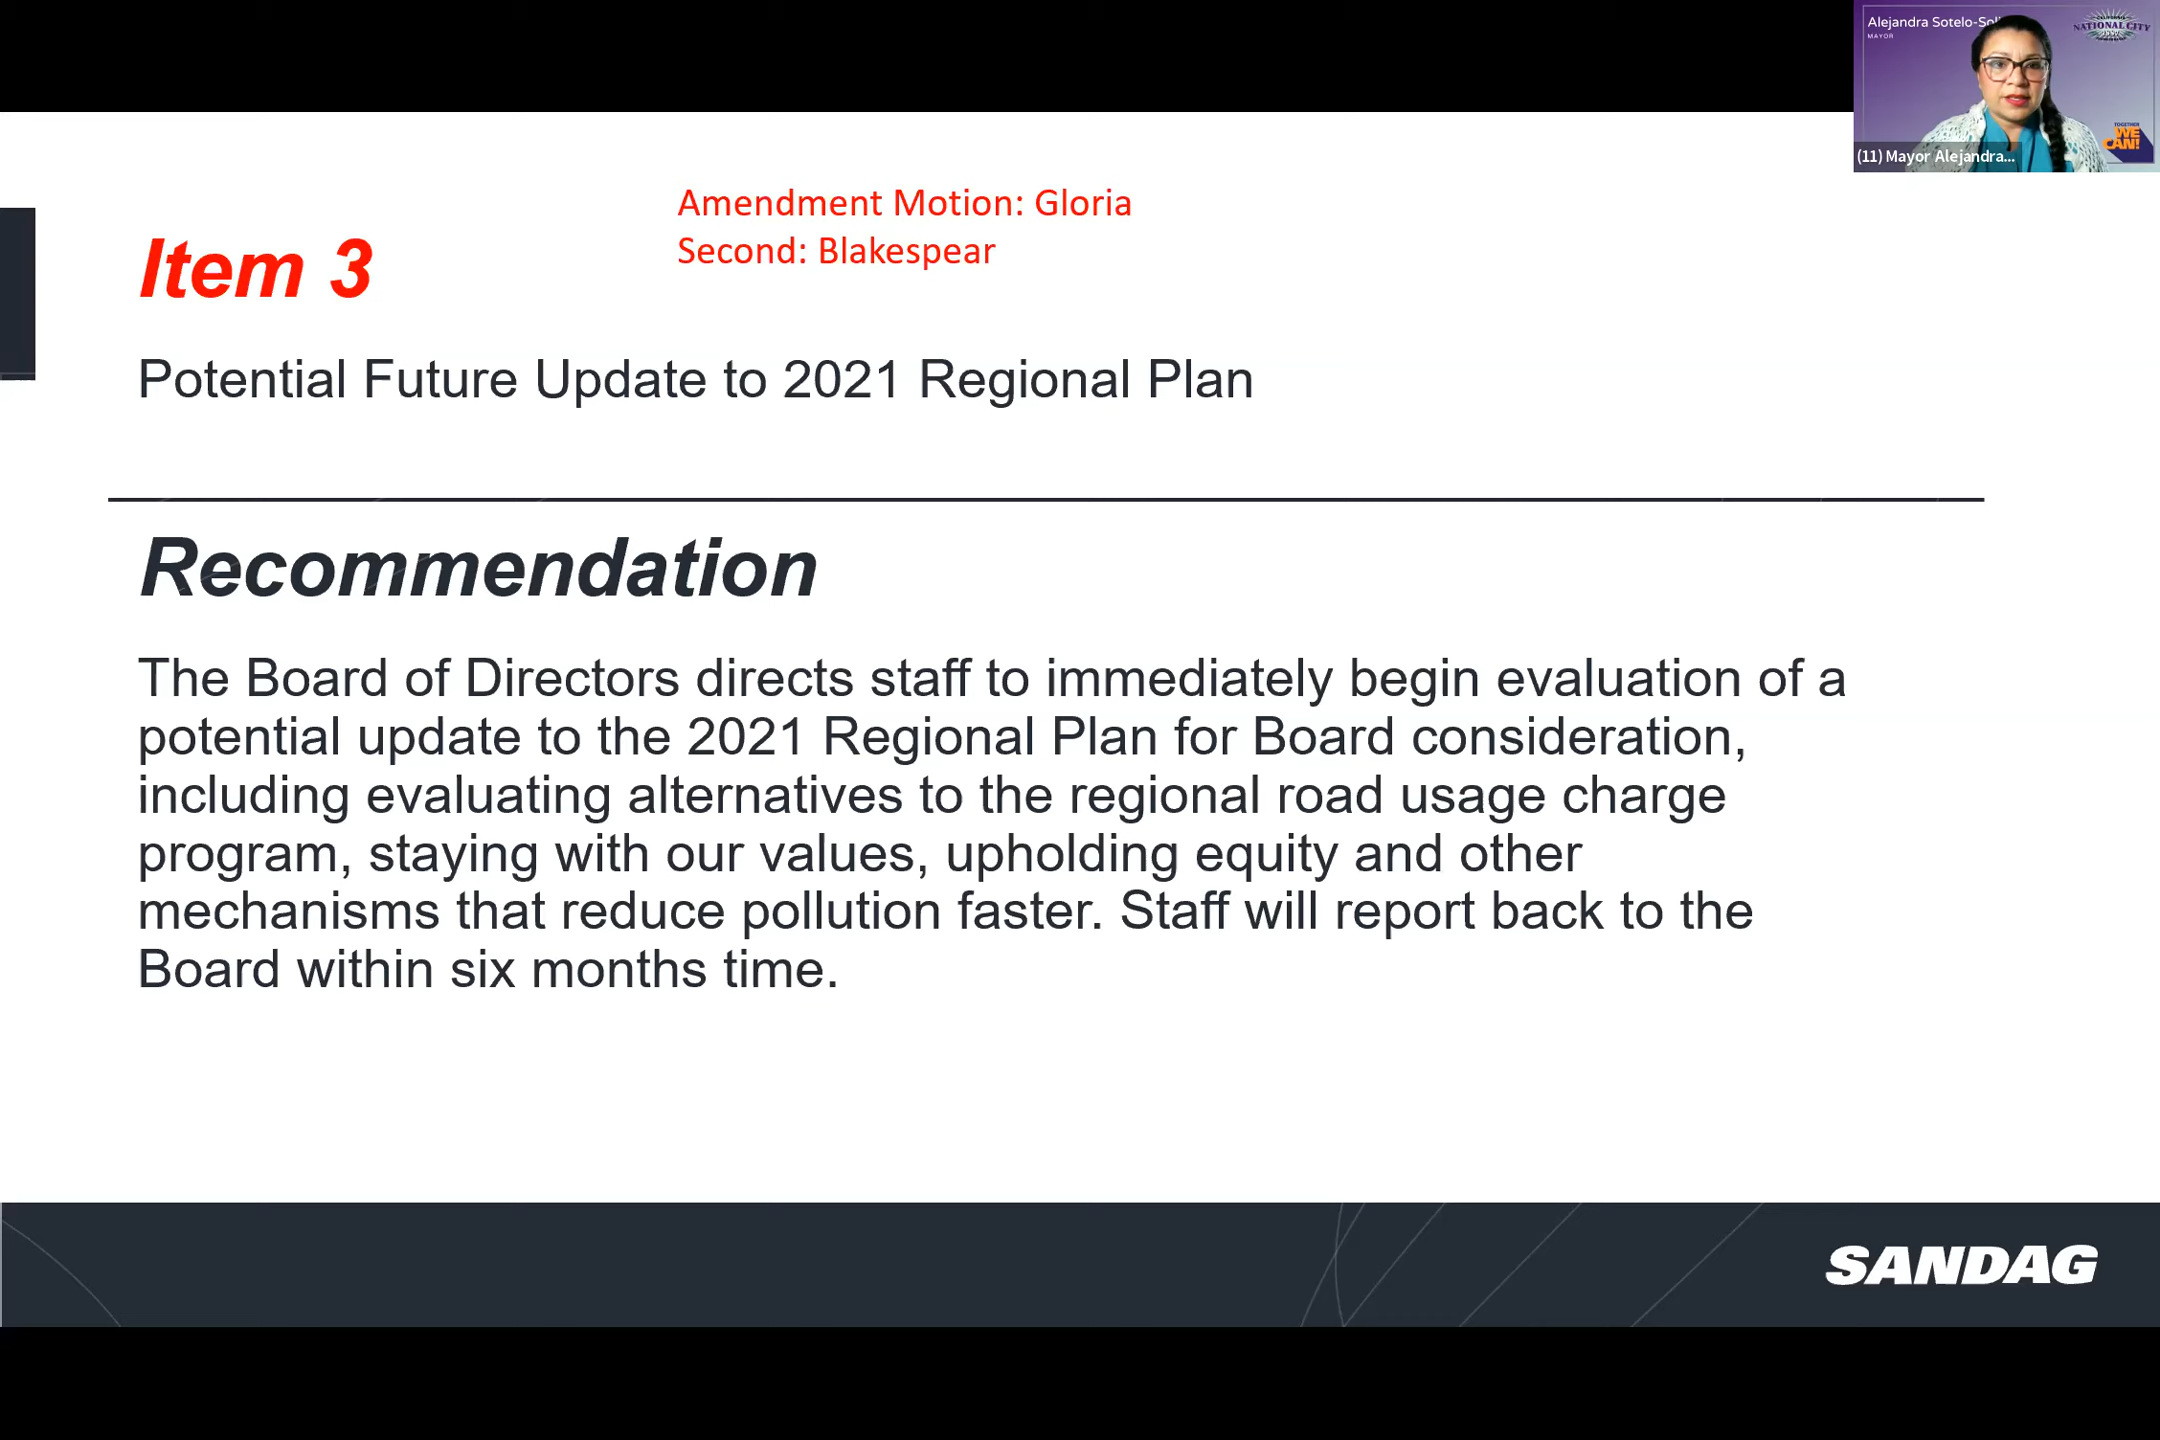 Alejandra Sotelo-Sol
MAYOR
NATIONAL CITY
TOGETHER
WE
CAN!
(11) Mayor Alejandra...
Amendment Motion: Gloria
Second: Blakespear
Item 3
Potential Future Update to 2021 Regional Plan
Recommendation
The Board of Directors directs staff to immediately begin evaluation of a
potential update to the 2021 Regional Plan for Board consideration,
including evaluating alternatives to the regional road usage charge
program, staying with our values, upholding equity and other
mechanisms that reduce pollution faster. Staff will report back to the
Board within six months time.
SANDAG